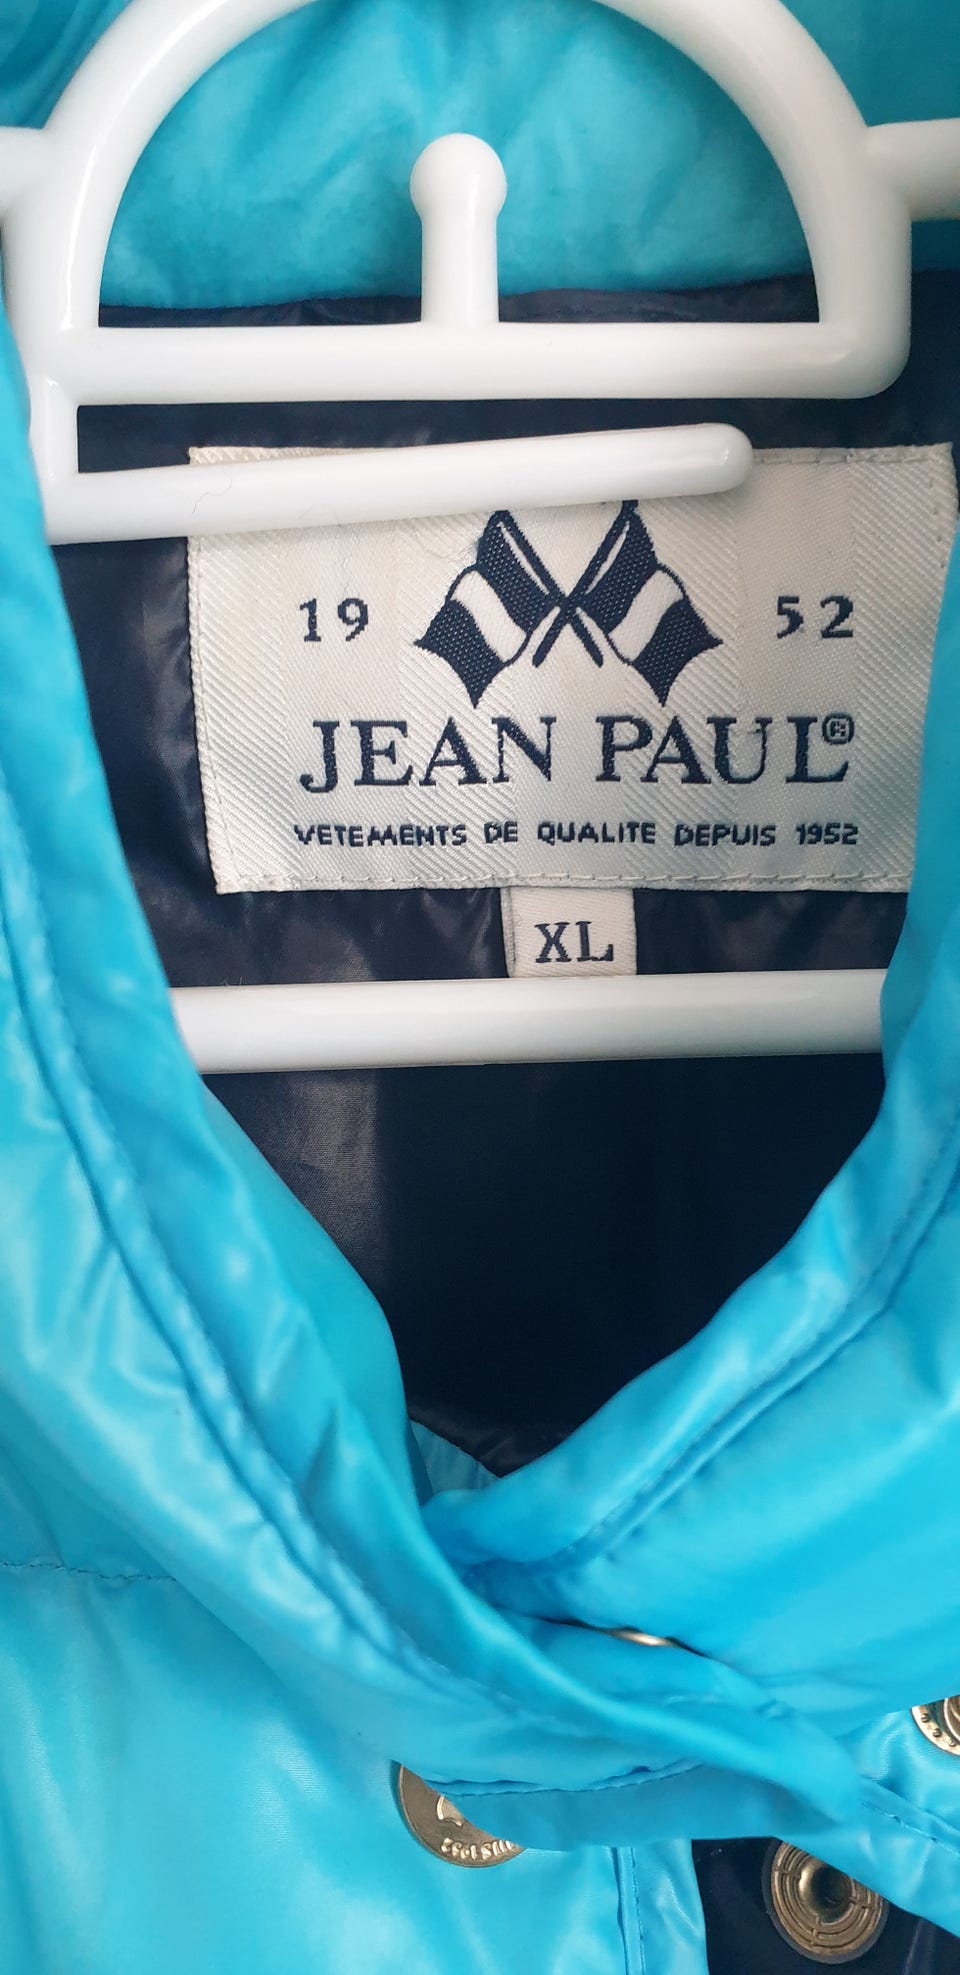 19 52
JEAN PAUL®
VETEMENTS DE QUALITE DEPUIS 1952
XL